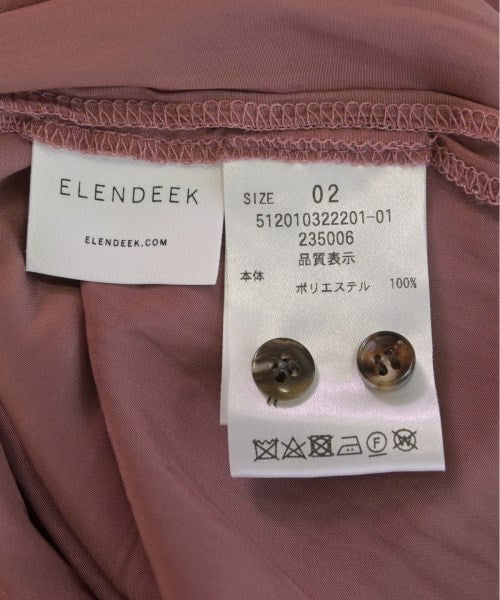 ELENDEEK
ELENDEEK.COM
SIZE 02
512010322201-01
235006
品質表示
本体
ポリエステル 100%
F
W